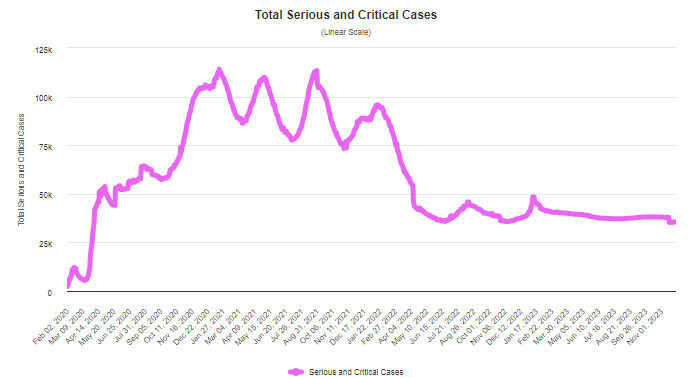 Total Serious and Critical Cases
(Linear Scale)
Total Serious and Critical Cases
125k
100k
75k
50k
25k
0
Feb 02, 2020
Mar 09, 2020
Apr 14, 2020
May 20, 2020
Jun 25, 2020
Jul 31, 2020
Sep 05, 2020
Oct 11, 2020
Nov 16, 2020
Dec 22, 2020
Jan 27, 2021
Mar 04, 2021
Apr 09, 2021
May 15, 2021
Jun 20, 2021
Jul 26, 2021
Aug 31, 2021
Oct 06, 2021
Nov 11, 2021
Dec 17, 2021
Jan 22, 2022
Feb 27, 2022
Apr 04, 2022
May 10, 2022
Jun 15, 2022
Jul 21, 2022
Aug 26, 2022
Oct 01, 2022
Nov 06, 2022
Dec 12, 2022
Jan 17, 2023
Feb 22, 2023
Mar 30, 2023
May 05, 2023
Jun 10, 2023
Jul 16, 2023
Aug 21, 2023
Sep 26, 2023
Nov 01, 2023
Serious and Critical Cases